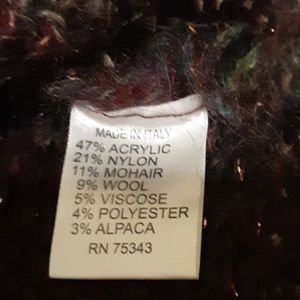 MADE IN ITALY
47% ACRYLIC
21% NYLON
11% MOHAIR
9% WOOL
5% VISCOSE
4% POLYESTER
3% ALPACA
RN 75343